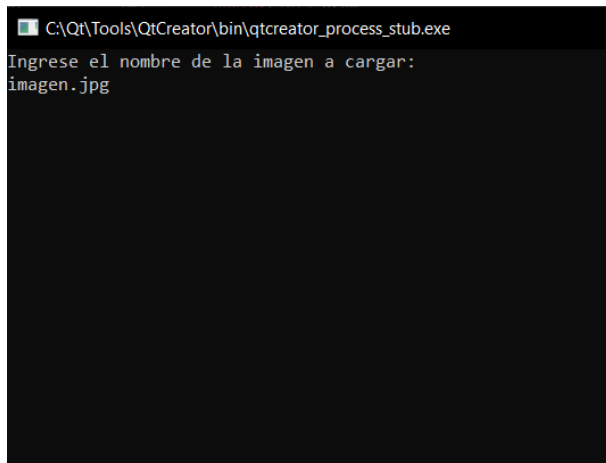 C:\Qt\Tools\QtCreator\bin\qtcreator_process_stub.exe
Ingrese el nombre de la imagen a cargar:
imagen.jpg